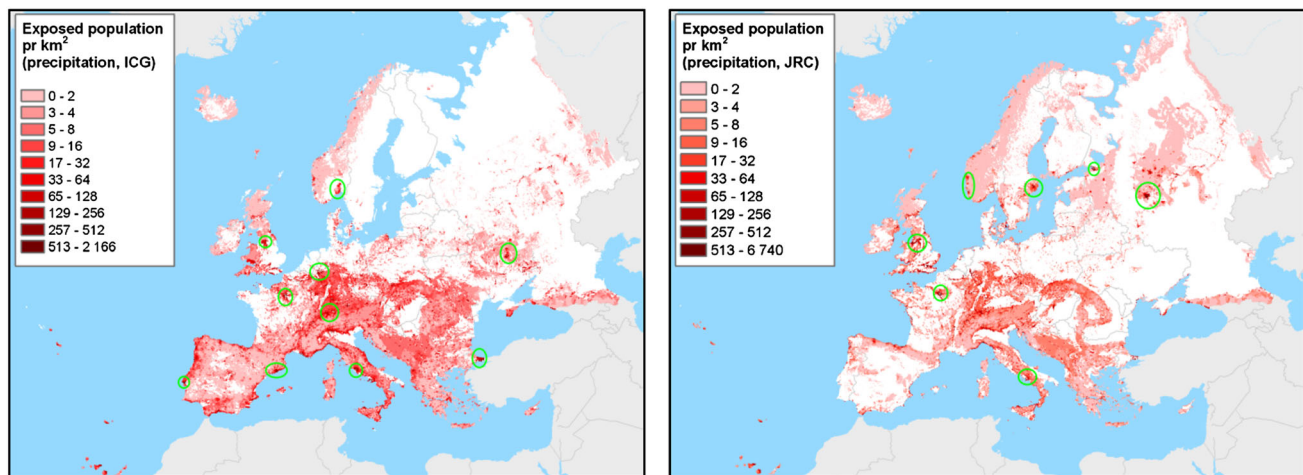 Exposed population
pr km²
(precipitation, ICG)
0 - 2
3 - 4
5 - 8
9 - 16
17 - 32
33 - 64
65 - 128
129 - 256
257 - 512
513 - 2 166
Exposed population
pr km²
(precipitation, JRC)
0 - 2
3 - 4
5 - 8
9 - 16
17 - 32
33 - 64
65 - 128
129 - 256
257 - 512
513 - 6 740